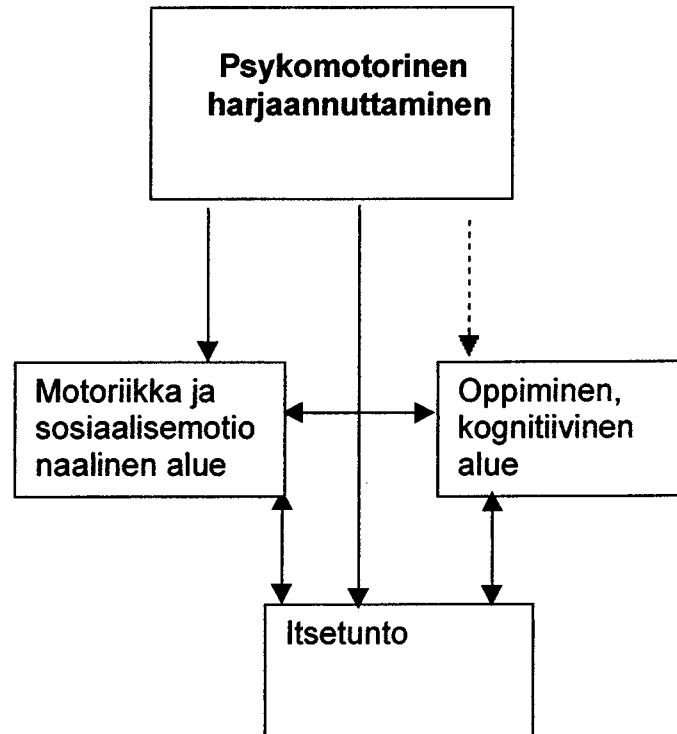 Psykomotorinen
harjaannuttaminen
Motoriikka ja
sosiaalisemotio
naalinen alue
Oppiminen,
kognitiivinen
alue
Itsetunto